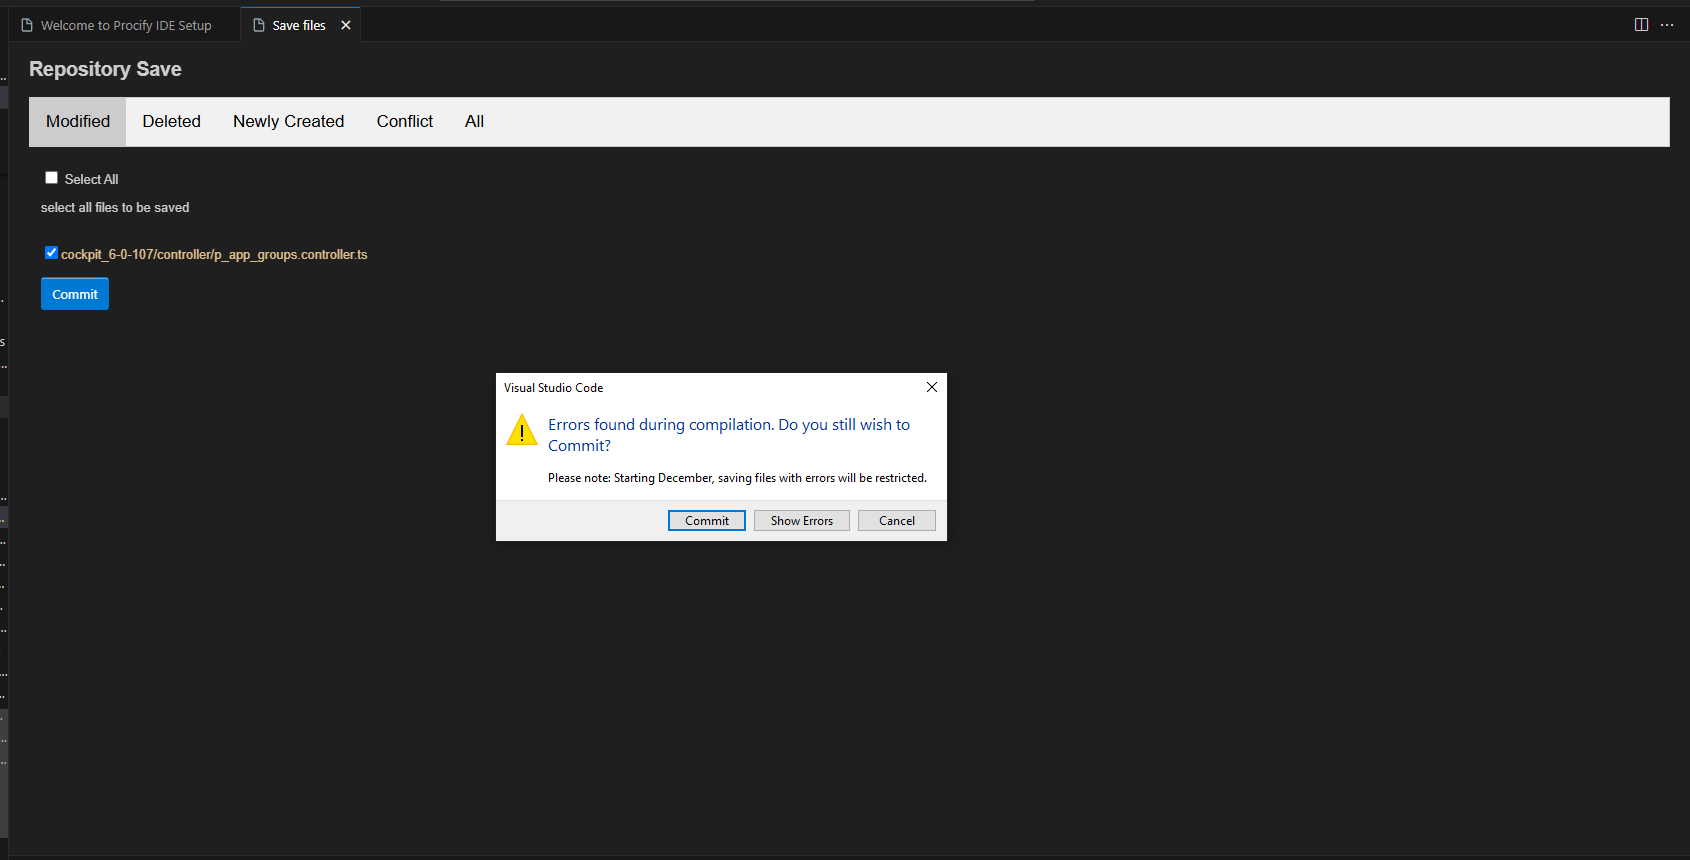 Welcome to Procify IDE Setup
Save files
Repository Save
Modified Deleted Newly Created Conflict All
Select All
select all files to be saved
cockpit_6-0-107/controller/p_app_groups.controller.ts
Commit
Visual Studio Code
Errors found during compilation. Do you still wish to
Commit?
Please note: Starting December, saving files with errors will be restricted.
Commit Show Errors Cancel